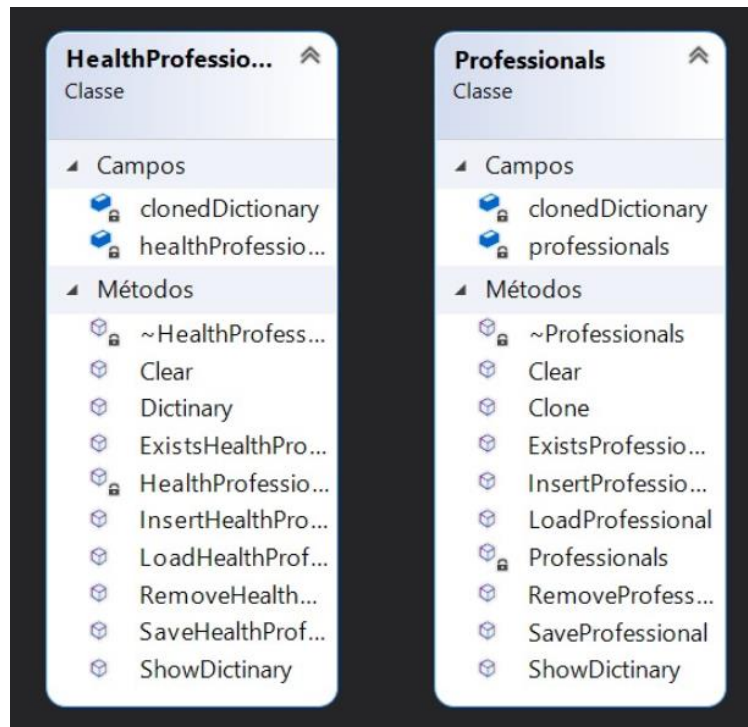 HealthProfessio...
Classe
Campos
clonedDictionary
healthProfessio...
Métodos
~HealthProfess...
Clear
Dictinary
ExistsHealthPro...
HealthProfessio...
InsertHealthPro...
LoadHealthProf...
RemoveHealth...
SaveHealthProf...
ShowDictinary
Professionals
Classe
Campos
clonedDictionary
professionals
Métodos
~Professionals
Clear
Clone
ExistsProfessio...
InsertProfessio...
LoadProfessional
Professionals
RemoveProfess...
SaveProfessional
ShowDictinary